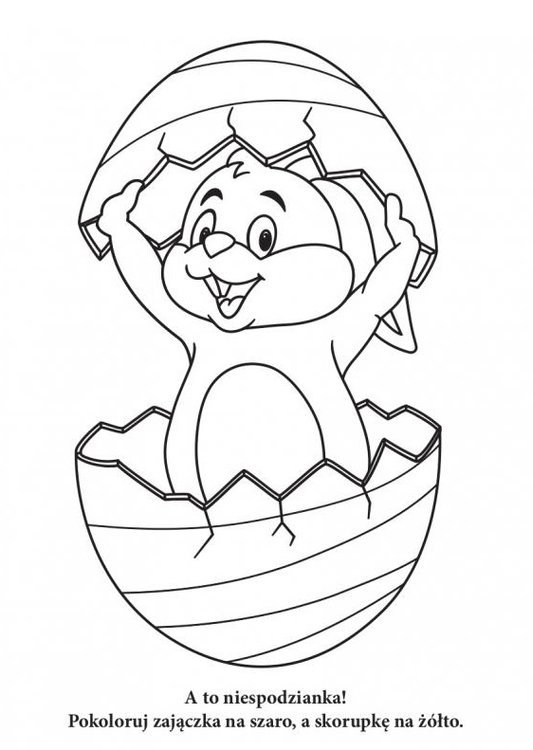 A to niespodzianka!
Pokoloruj zajączka na szaro, a skorupkę na żółto.